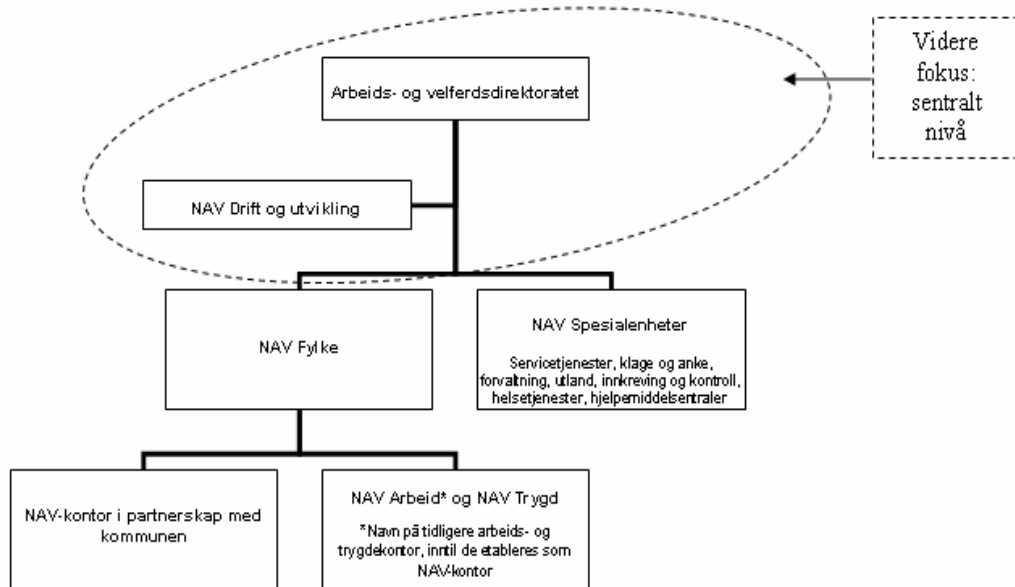 Arbeids- og velferdsdirektoratet
Videre
fokus:
sentralt
nivå
NAV Drift og utvikling
NAV Fylke
NAV Spesialenheter
Servicetjenester, klage og anke,
forvaltning, utland, innkreving og kontroll,
helsetjenester, hjelpemiddelsentraler
NAV-kontor i partnerskap med
kommunen
NAV Arbeid* og NAV Trygd
*Navn på tidligere arbeids- og
trygdekontor, inntil de etableres som
NAV-kontor